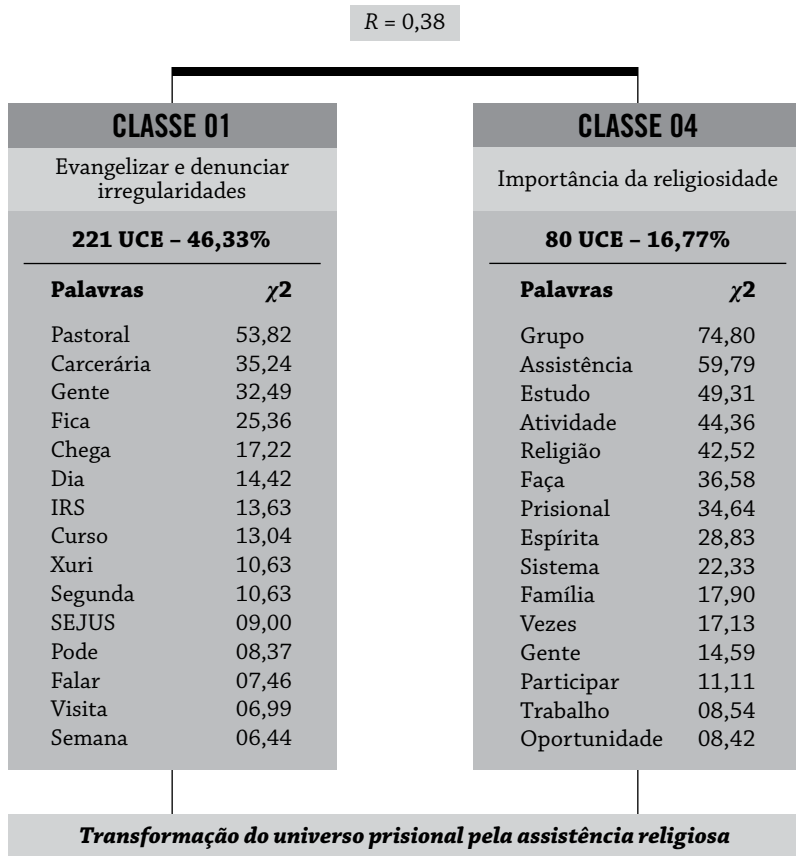 R = 0,38
CLASSE 01
Evangelizar e denunciar
irregularidades
221 UCE – 46,33%
Palavras χ2
Pastoral 53,82
Carcerária 35,24
Gente 32,49
Fica 25,36
Chega 17,22
Dia 14,42
IRS 13,63
Curso 13,04
Xuri 10,63
Segunda 10,63
SEJUS 09,00
Pode 08,37
Falar 07,46
Visita 06,99
Semana 06,44
CLASSE 04
Importância da religiosidade
80 UCE – 16,77%
Palavras χ2
Grupo 74,80
Assistência 59,79
Estudo 49,31
Atividade 44,36
Religião 42,52
Faça 36,58
Prisional 34,64
Espírita 28,83
Sistema 22,33
Família 17,90
Vezes 17,13
Gente 14,59
Participar 11,11
Trabalho 08,54
Oportunidade 08,42
Transformação do universo prisional pela assistência religiosa